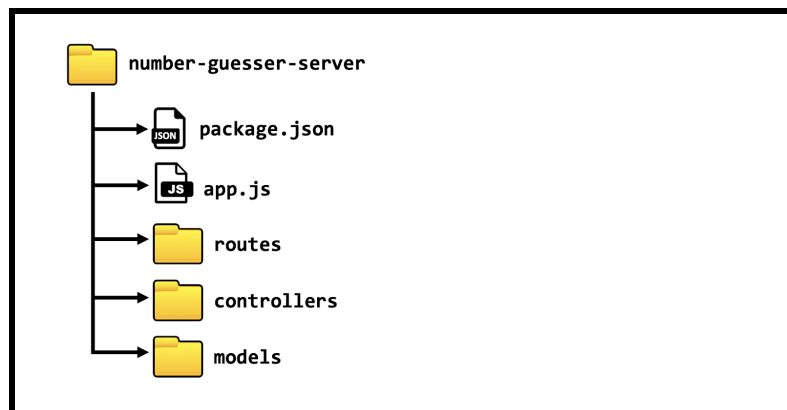 number-guesser-server
JSON package.json
JS app.js
routes
controllers
models